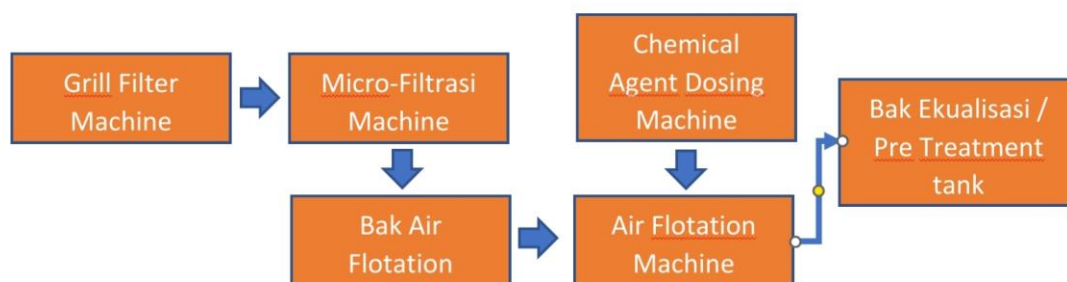 Grill Filter
Machine
Micro-Filtrasi
Machine
Chemical
Agent Dosing
Machine
Bak Ekualisasi /
Pre Treatment
tank
Bak Air
Flotation
Air Flotation
Machine